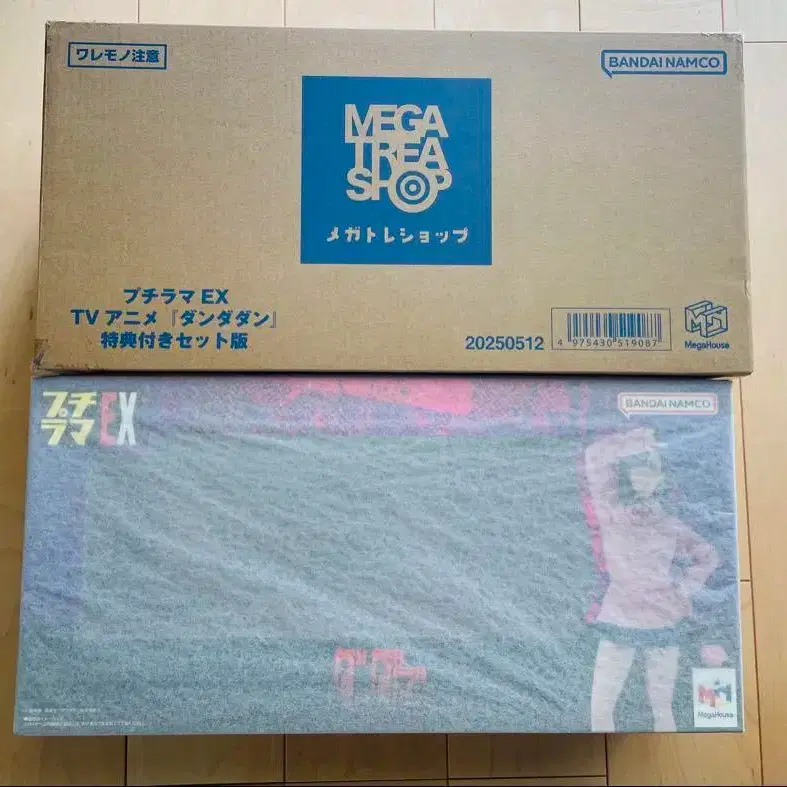 ワレモノ注意
BANDAI NAMCO
MEGA
TREA
SHOP
メガトレショップ
プチラマ EX
TV アニメ『ダンダダン』
特典付きセット版
20250512
4 975430 519087
MegaHouse
プチ
ラマ EX
BANDAI NAMCO
MegaHouse